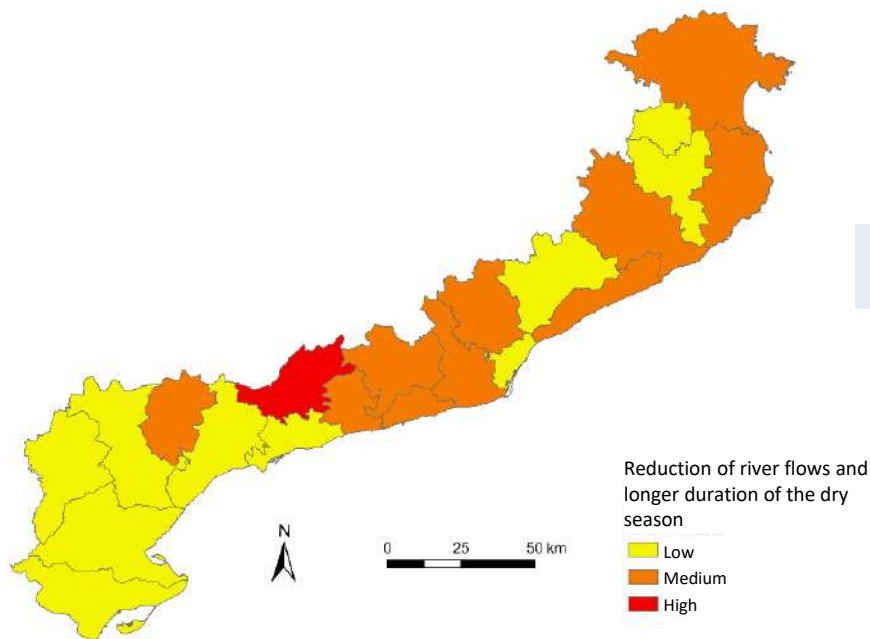 N
0 25 50 km
Reduction of river flows and
longer duration of the dry
season
Low
Medium
High